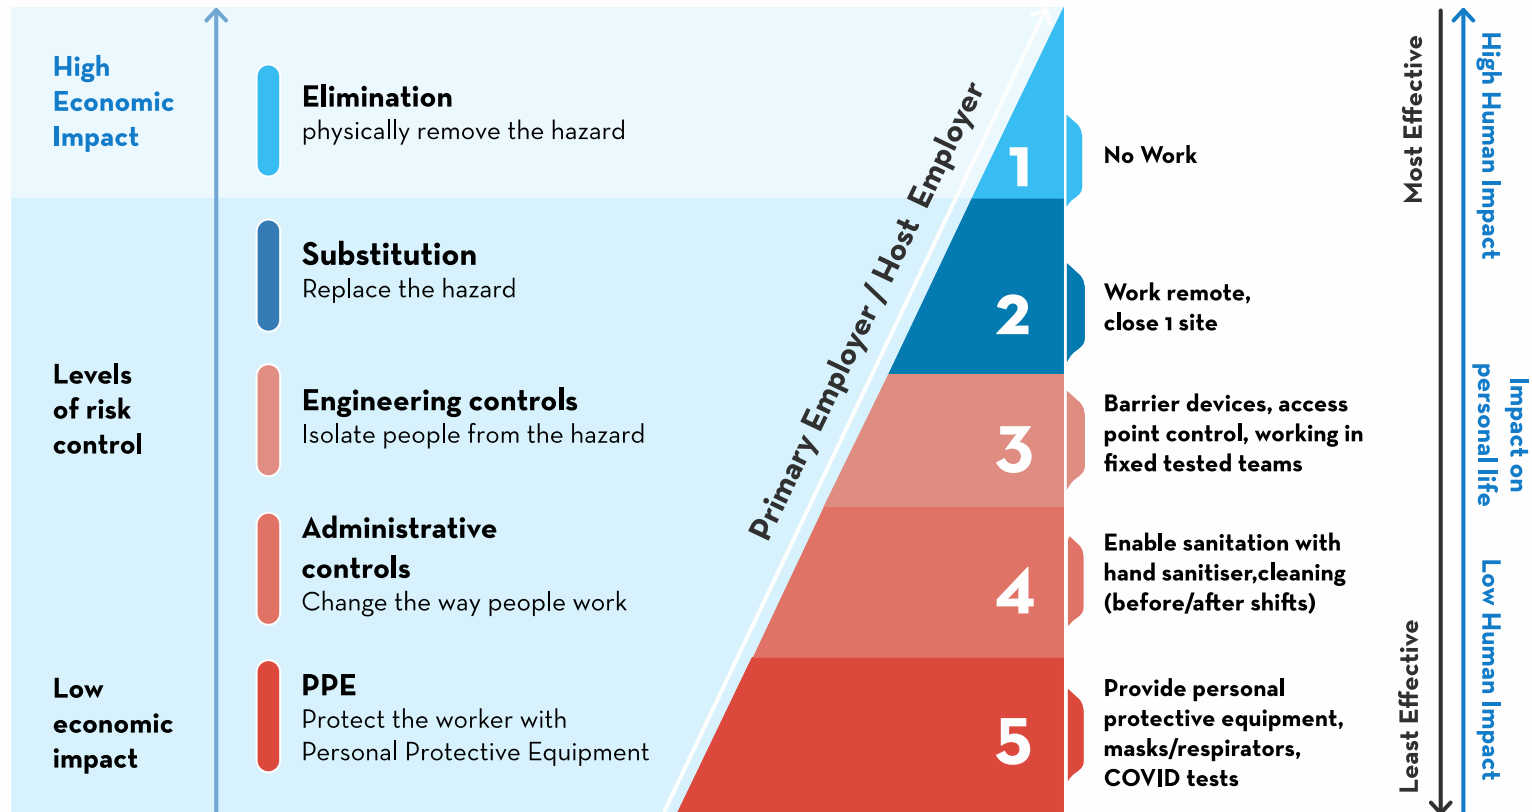 High
Economic
Impact
Levels
of risk
control
Low
economic
impact
Elimination
physically remove the hazard
Substitution
Replace the hazard
Engineering controls
Isolate people from the hazard
Administrative
controls
Change the way people work
PPE
Protect the worker with
Personal Protective Equipment
Primary Employer / Host Employer
1
2
3
4
5
No Work
Work remote,
close 1 site
Barrier devices, access
point control, working in
fixed tested teams
Enable sanitation with
hand sanitiser,cleaning
(before/after shifts)
Provide personal
protective equipment,
masks/respirators,
COVID tests
Most Effective
Least Effective
High Human Impact
Impact on
personal life
Low Human Impact